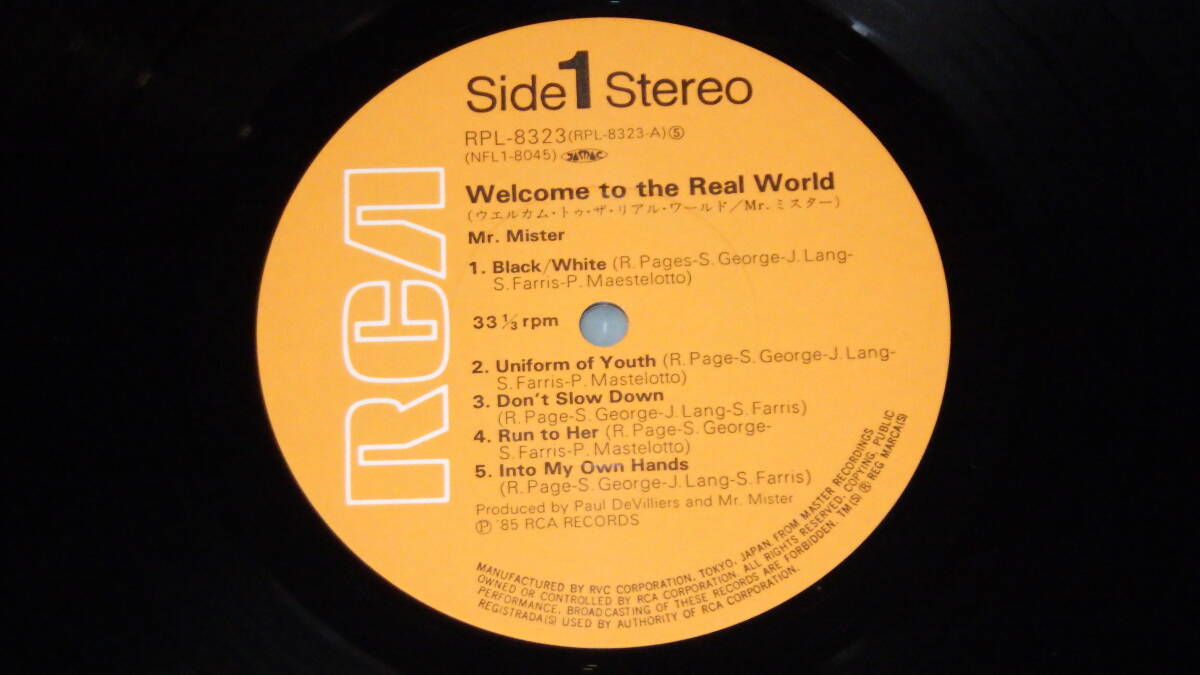 RCA
Side 1 Stereo
RPL-8323 (RPL-8323-A) ⑤
(NFL1-8045) JASRAC
Welcome to the Real World
(ウエルカム・トゥ・ザ・リアル・ワールド/Mr.ミスター)
Mr. Mister
1. Black/White (R. Pages-S. George-J. Lang-
S. Farris-P. Maestelotto)
33 1/3 rpm
2. Uniform of Youth (R. Page-S. George-J. Lang-
S. Farris-P. Mastelotto)
3. Don't Slow Down
(R. Page-S. George-J. Lang-S. Farris)
4. Run to Her (R. Page-S. George-
S. Farris-P. Mastelotto)
5. Into My Own Hands
(R. Page-S. George-J. Lang-S. Farris)
Produced by Paul DeVilliers and Mr. Mister
Ⓟ '85 RCA RECORDS
MANUFACTURED BY RVC CORPORATION, TOKYO, JAPAN FROM MASTER RECORDINGS
OWNED OR CONTROLLED BY RCA CORPORATION. ALL RIGHTS RESERVED, COPYING, PUBLIC
PERFORMANCE, BROADCASTING OF THESE RECORDS ARE FORBIDDEN. TM(S) ® REG MARCA(S)
REGISTRADA(S) USED BY AUTHORITY OF RCA CORPORATION.